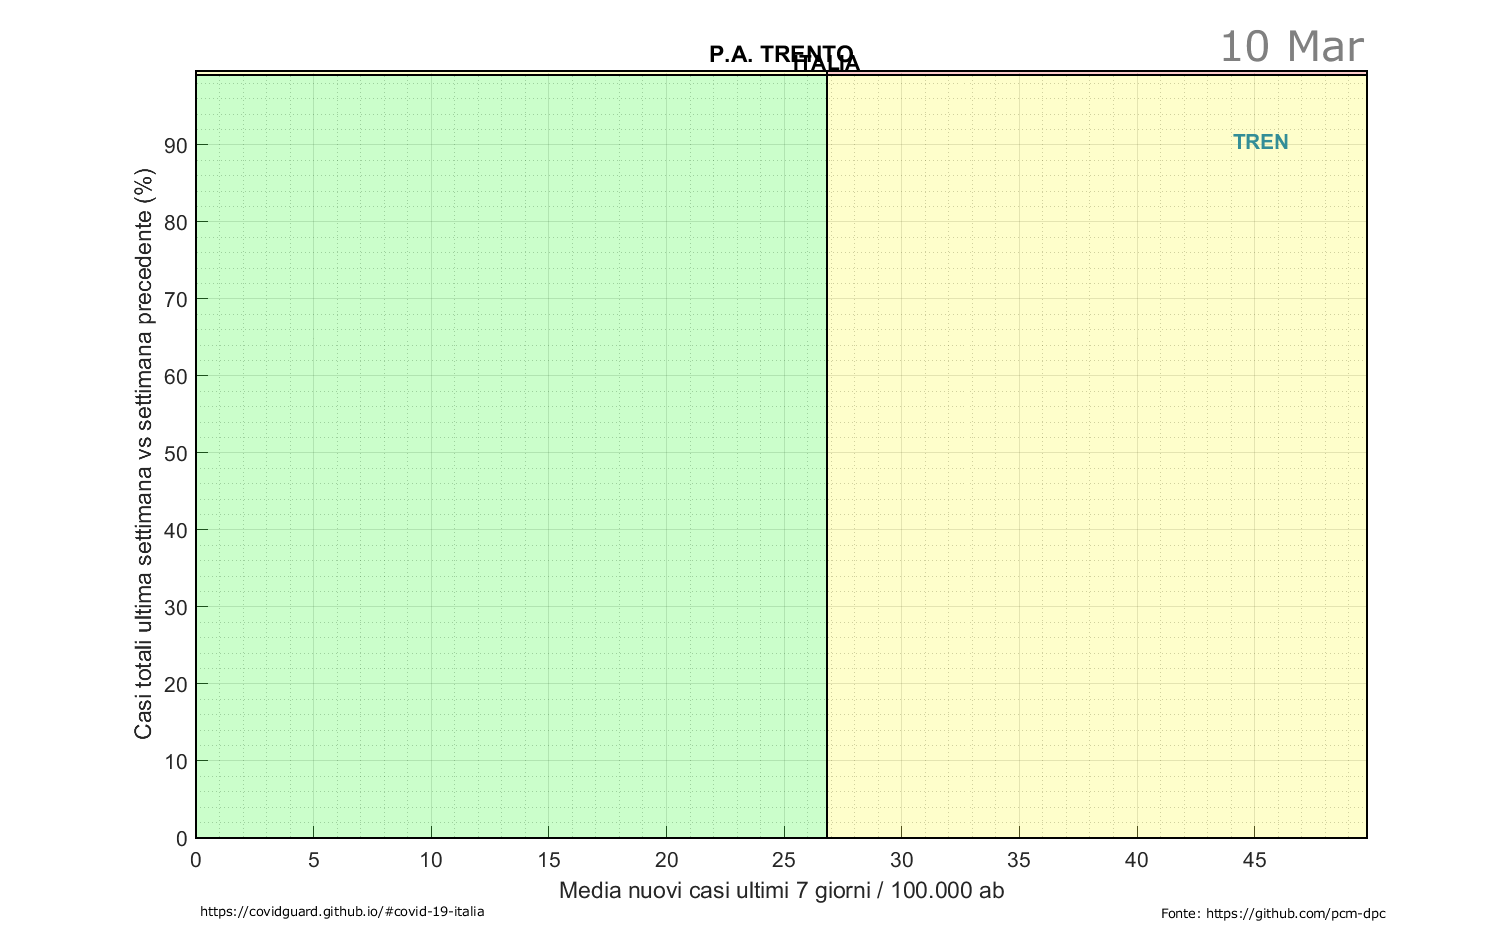 10 Mar
P.A. TRENTO
ITALIA
TREN
90
80
70
60
50
40
30
20
10
0
Casi totali ultima settimana vs settimana precedente (%)
0 5 10 15 20 25 30 35 40 45
Media nuovi casi ultimi 7 giorni / 100.000 ab
https://covidguard.github.io/#covid-19-italia
Fonte: https://github.com/pcm-dpc